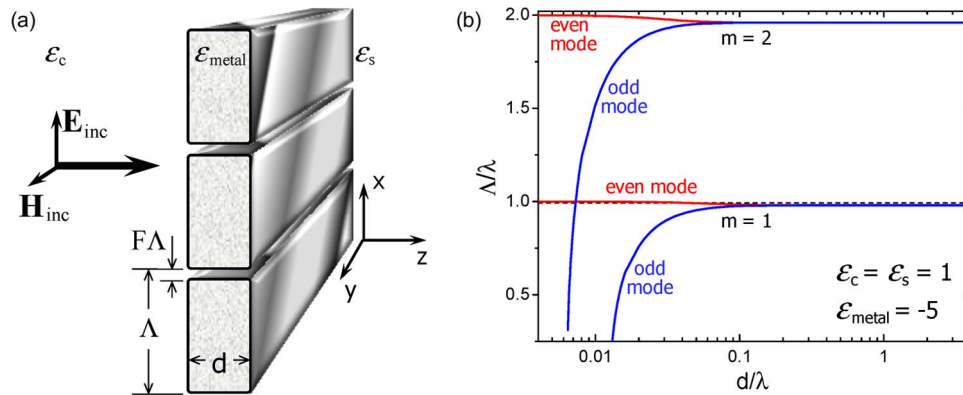 (a)
ε_c
ε_metal
ε_s
E_inc
H_inc
x
z
y
FΛ
Λ
d
(b)
Λ/λ
2.0
1.5
1.0
0.5
even
mode
m = 2
odd
mode
even mode
m = 1
odd
mode
ε_c = ε_s = 1
ε_metal = -5
0.01
0.1
1
d/λ